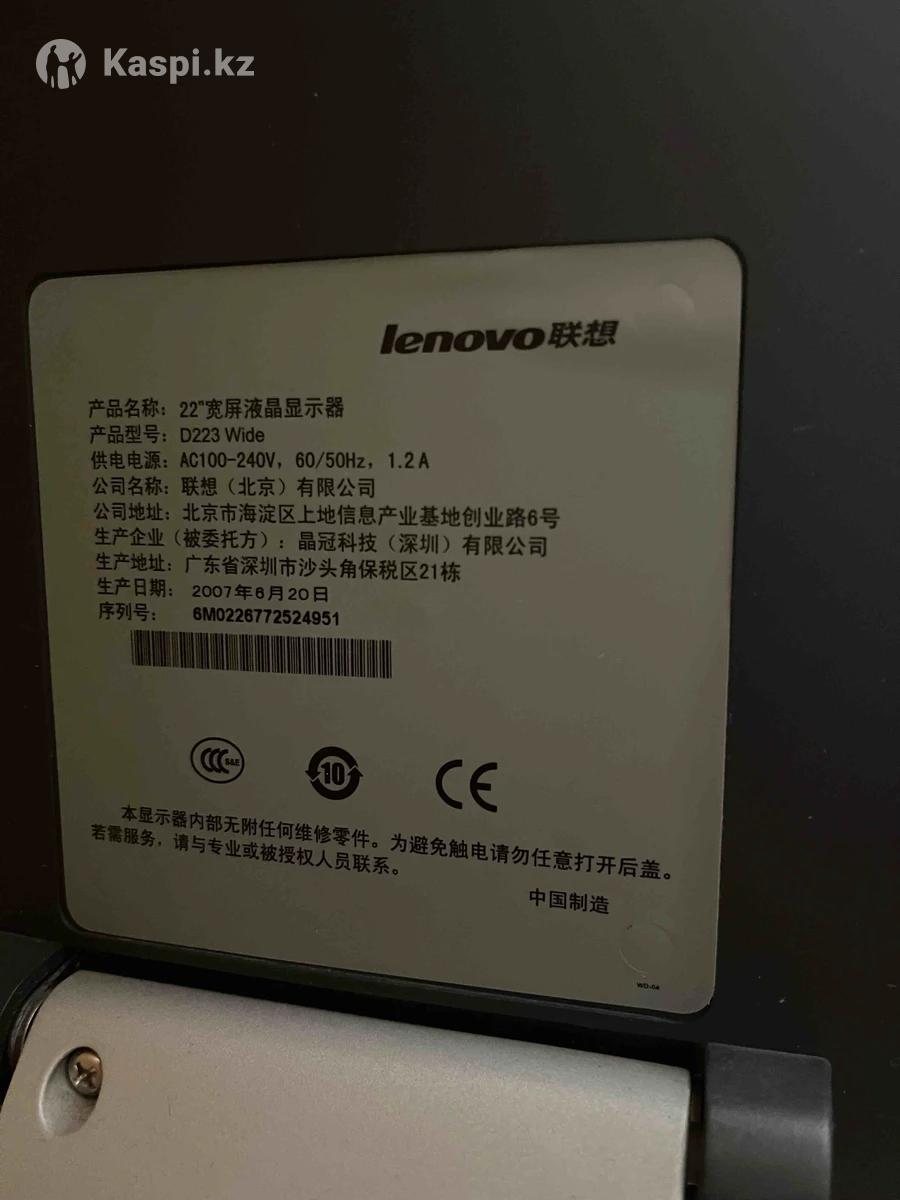 Kaspi.kz
lenovo联想
产品名称：22"宽屏液晶显示器
产品型号：D223 Wide
供电电源：AC100-240V，60/50Hz，1.2A
公司名称：联想（北京）有限公司
公司地址：北京市海淀区上地信息产业基地创业路6号
生产企业（被委托方）：晶冠科技（深圳）有限公司
生产地址：广东省深圳市沙头角保税区21栋
生产日期：2007年6月20日
序列号：6M0226772524951
CCC S&E 10 CE
本显示器内部无附任何维修零件。为避免触电请勿任意打开后盖。
若需服务，请与专业或被授权人员联系。
中国制造
WD-04